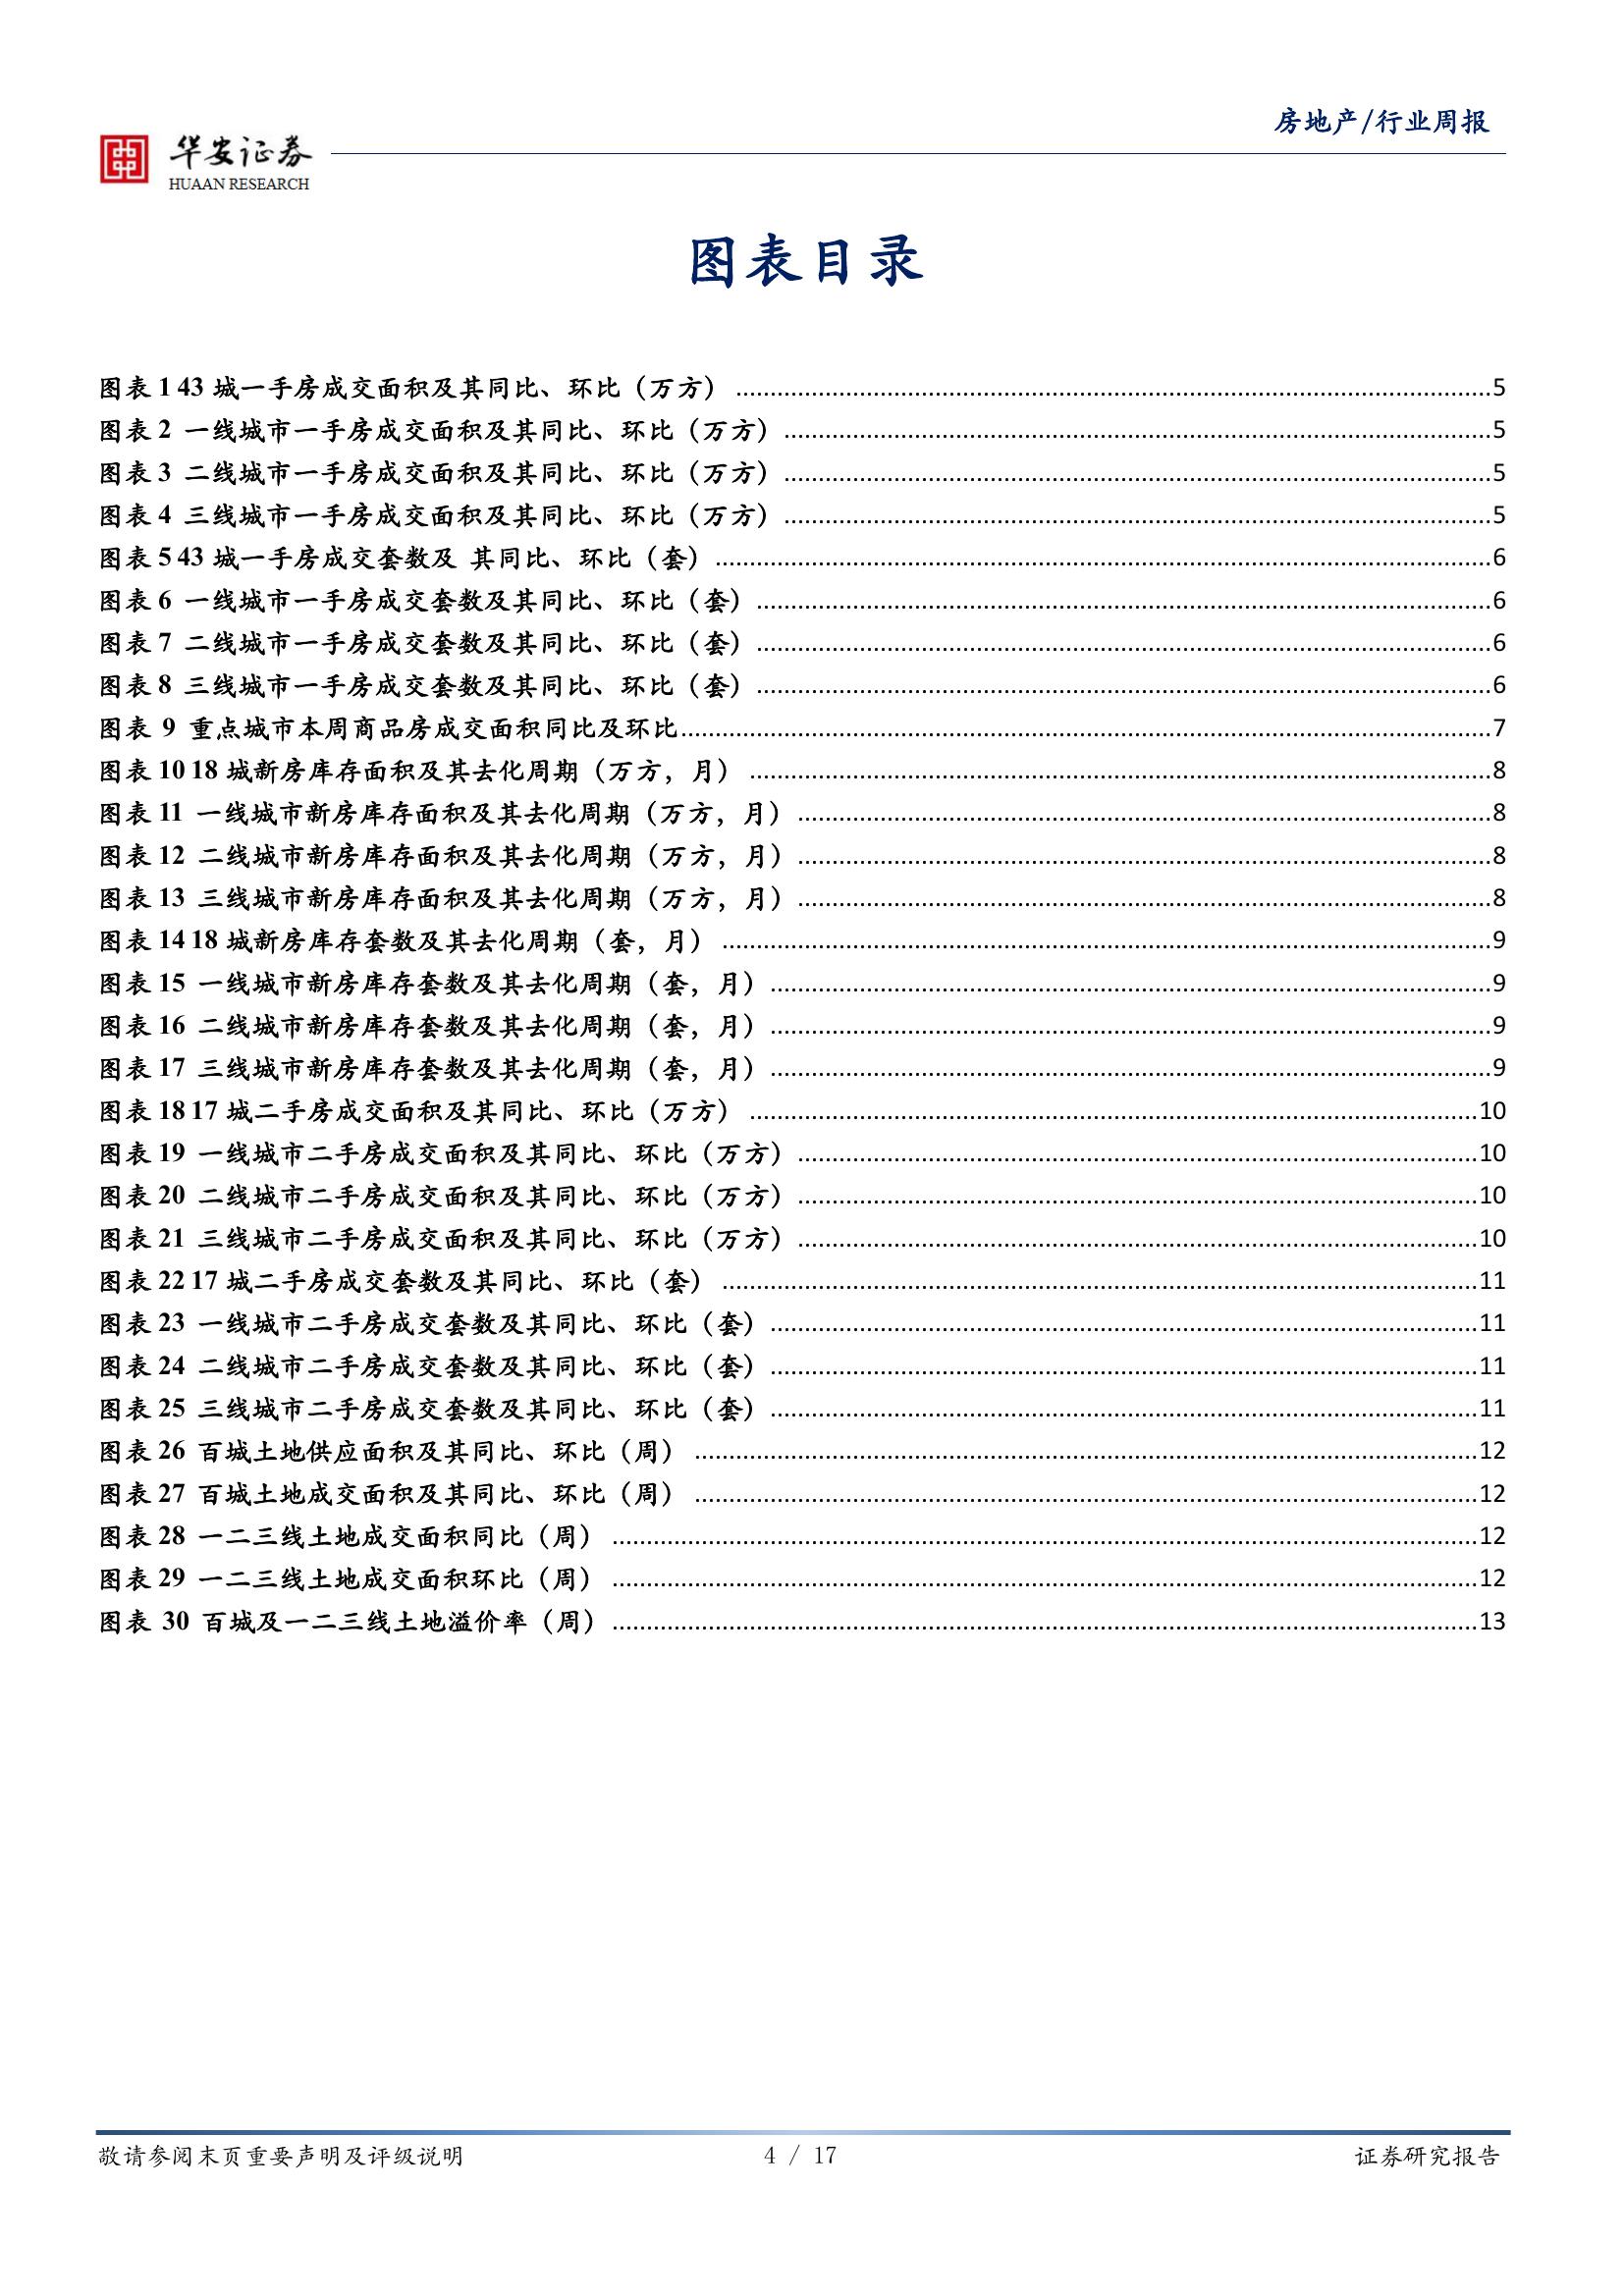 房地产/行业周报
华安证券
HUAAN RESEARCH
图表目录
图表 1 43 城一手房成交面积及其同比、环比（万方） ........ 5
图表 2 一线城市一手房成交面积及其同比、环比（万方） ........ 5
图表 3 二线城市一手房成交面积及其同比、环比（万方） ........ 5
图表 4 三线城市一手房成交面积及其同比、环比（万方） ........ 5
图表 5 43 城一手房成交套数及 其同比、环比（套） ........ 6
图表 6 一线城市一手房成交套数及其同比、环比（套） ........ 6
图表 7 二线城市一手房成交套数及其同比、环比（套） ........ 6
图表 8 三线城市一手房成交套数及其同比、环比（套） ........ 6
图表 9 重点城市本周商品房成交面积同比及环比 ........ 7
图表 10 18 城新房库存面积及其去化周期（万方，月） ........ 8
图表 11 一线城市新房库存面积及其去化周期（万方，月） ........ 8
图表 12 二线城市新房库存面积及其去化周期（万方，月） ........ 8
图表 13 三线城市新房库存面积及其去化周期（万方，月） ........ 8
图表 14 18 城新房库存套数及其去化周期（套，月） ........ 9
图表 15 一线城市新房库存套数及其去化周期（套，月） ........ 9
图表 16 二线城市新房库存套数及其去化周期（套，月） ........ 9
图表 17 三线城市新房库存套数及其去化周期（套，月） ........ 9
图表 18 17 城二手房成交面积及其同比、环比（万方） ........ 10
图表 19 一线城市二手房成交面积及其同比、环比（万方） ........ 10
图表 20 二线城市二手房成交面积及其同比、环比（万方） ........ 10
图表 21 三线城市二手房成交面积及其同比、环比（万方） ........ 10
图表 22 17 城二手房成交套数及其同比、环比（套） ........ 11
图表 23 一线城市二手房成交套数及其同比、环比（套） ........ 11
图表 24 二线城市二手房成交套数及其同比、环比（套） ........ 11
图表 25 三线城市二手房成交套数及其同比、环比（套） ........ 11
图表 26 百城土地供应面积及其同比、环比（周） ........ 12
图表 27 百城土地成交面积及其同比、环比（周） ........ 12
图表 28 一二三线土地成交面积同比（周） ........ 12
图表 29 一二三线土地成交面积环比（周） ........ 12
图表 30 百城及一二三线土地溢价率（周） ........ 13
敬请参阅末页重要声明及评级说明
4 / 17
证券研究报告